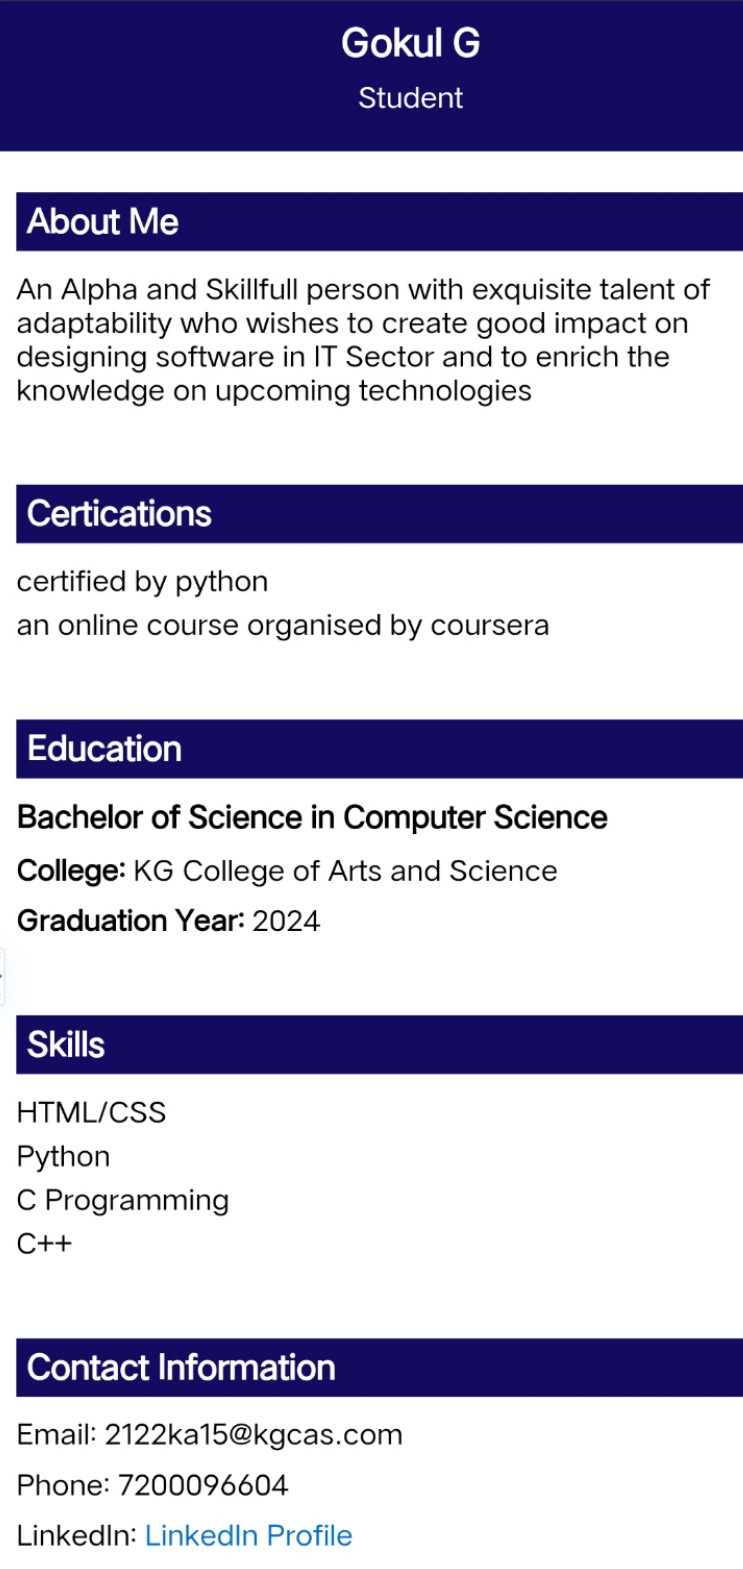 Gokul G
Student
About Me
An Alpha and Skillfull person with exquisite talent of
adaptability who wishes to create good impact on
designing software in IT Sector and to enrich the
knowledge on upcoming technologies
Certications
certified by python
an online course organised by coursera
Education
Bachelor of Science in Computer Science
College: KG College of Arts and Science
Graduation Year: 2024
Skills
HTML/CSS
Python
C Programming
C++
Contact Information
Email: 2122ka15@kgcas.com
Phone: 7200096604
LinkedIn: LinkedIn Profile